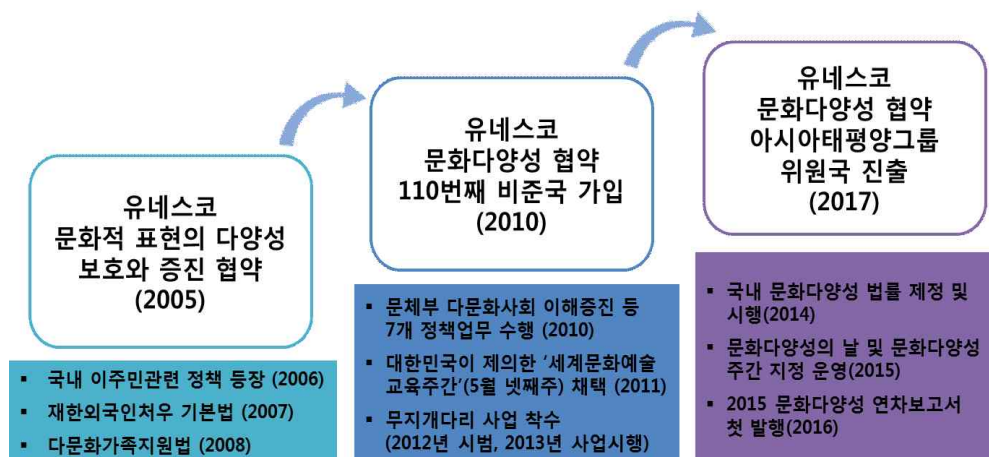 유네스코
문화적 표현의 다양성
보호와 증진 협약
(2005)
▪ 국내 이주민관련 정책 등장 (2006)
▪ 재한외국인처우 기본법 (2007)
▪ 다문화가족지원법 (2008)
유네스코
문화다양성 협약
110번째 비준국 가입
(2010)
▪ 문체부 다문화사회 이해증진 등
7개 정책업무 수행 (2010)
▪ 대한민국이 제의한 '세계문화예술
교육주간'(5월 넷째주) 채택 (2011)
▪ 무지개다리 사업 착수
(2012년 시범, 2013년 사업시행)
유네스코
문화다양성 협약
아시아태평양그룹
위원국 진출
(2017)
▪ 국내 문화다양성 법률 제정 및
시행(2014)
▪ 문화다양성의 날 및 문화다양성
주간 지정 운영(2015)
▪ 2015 문화다양성 연차보고서
첫 발행(2016)